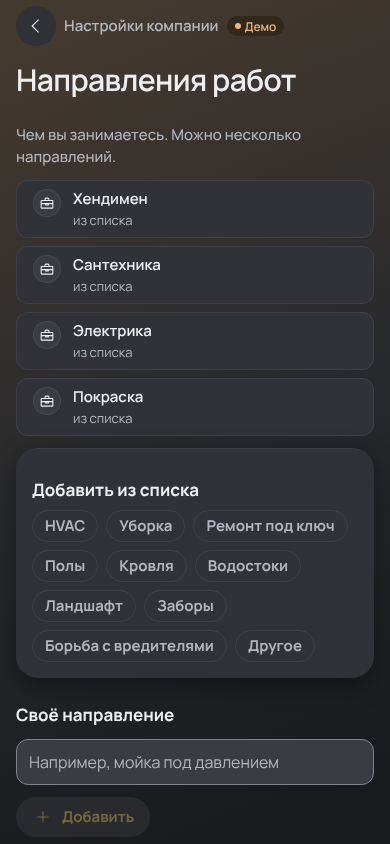 Настройки компании Демо
Направления работ
Чем вы занимаетесь. Можно несколько
направлений.
Хендимен
из списка
Сантехника
из списка
Электрика
из списка
Покраска
из списка
Добавить из списка
HVAC Уборка Ремонт под ключ
Полы Кровля Водостоки
Ландшафт Заборы
Борьба с вредителями Другое
Своё направление
Например, мойка под давлением
+ Добавить